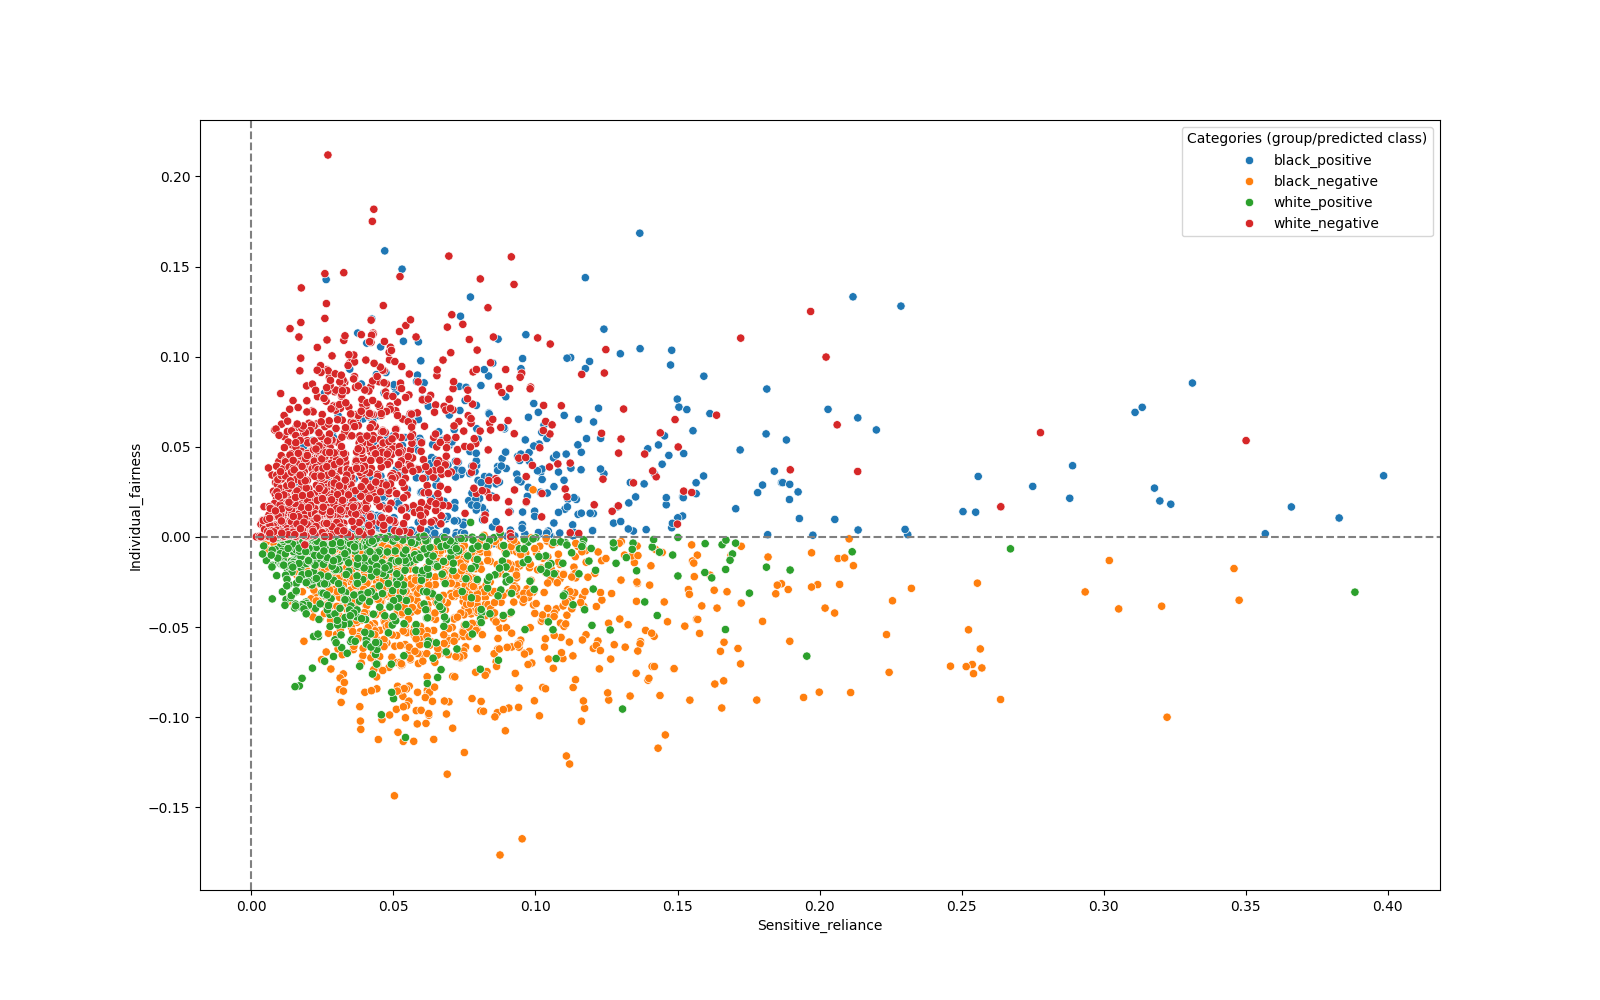 Categories (group/predicted class)
black_positive
black_negative
white_positive
white_negative
0.20
0.15
0.10
0.05
0.00
−0.05
−0.10
−0.15
Individual_fairness
0.00 0.05 0.10 0.15 0.20 0.25 0.30 0.35 0.40
Sensitive_reliance